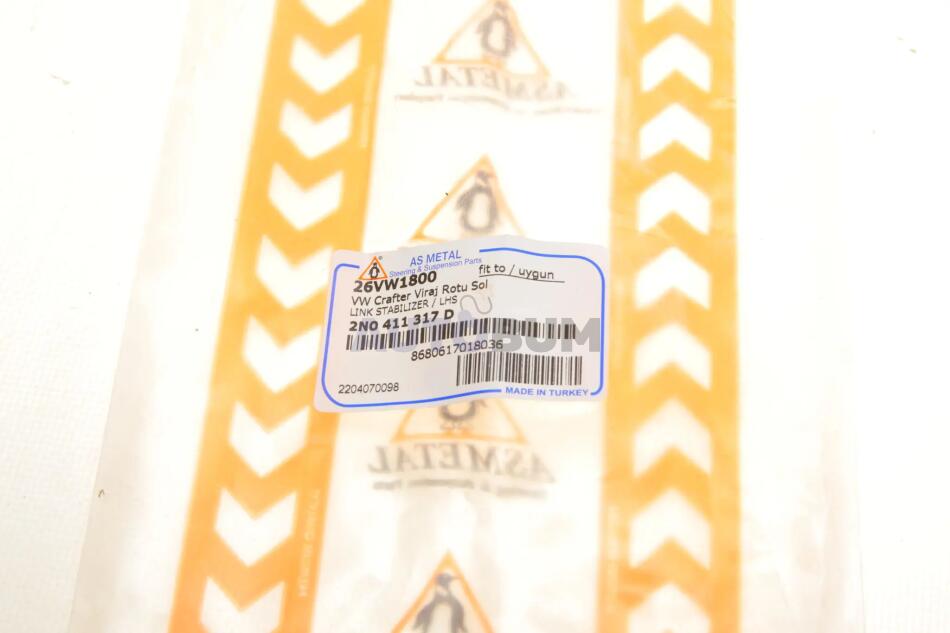 ASMETAL
AS METAL
Steering & Suspension Parts
26VW1800
fit to / uygun
VW Crafter Viraj Rotu Sol
LINK STABILIZER / LHS
2N0 411 317 D
8680617018036
2204070098
MADE IN TURKEY
ASMETAL